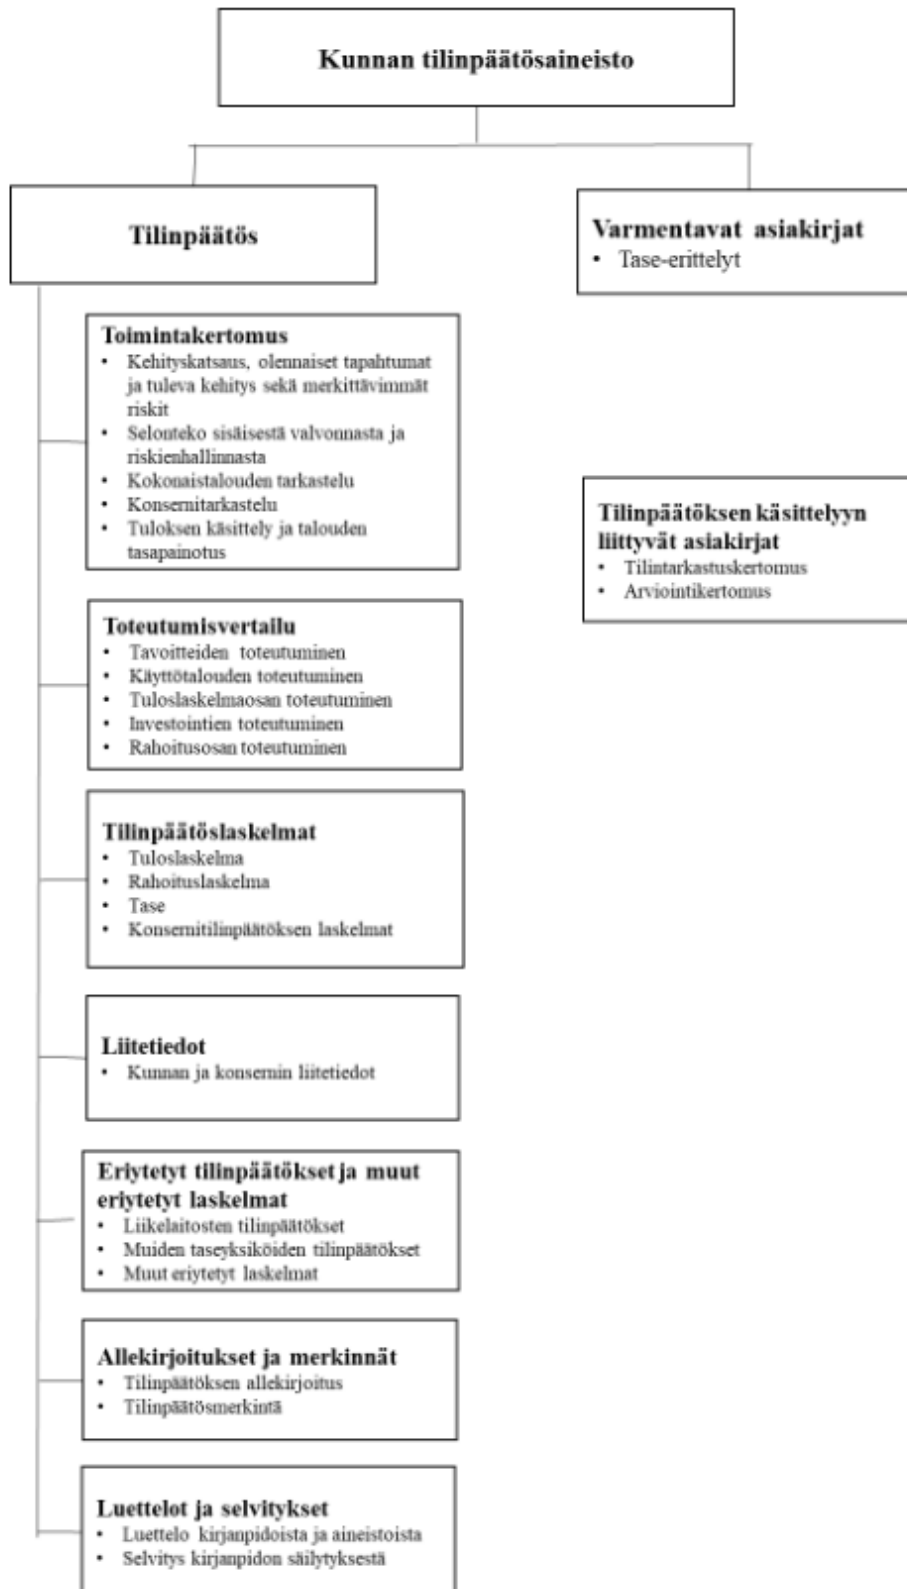 Kunnan tilinpäätösaineisto
Tilinpäätös
Varmentavat asiakirjat
• Tase-erittelyt
Toimintakertomus
• Kehityskatsaus, olennaiset tapahtumat
ja tuleva kehitys sekä merkittävimmät
riskit
• Selonteko sisäisestä valvonnasta ja
riskienhallinnasta
• Kokonaistalouden tarkastelu
• Konsernitarkastelu
• Tuloksen käsittely ja talouden
tasapainotus
Tilinpäätöksen käsittelyyn
liittyvät asiakirjat
• Tilintarkastuskertomus
• Arviointikertomus
Toteutumisvertailu
• Tavoitteiden toteutuminen
• Käyttötalouden toteutuminen
• Tuloslaskelmaosan toteutuminen
• Investointien toteutuminen
• Rahoitusosan toteutuminen
Tilinpäätöslaskelmat
• Tuloslaskelma
• Rahoituslaskelma
• Tase
• Konsernitilinpäätöksen laskelmat
Liitetiedot
• Kunnan ja konsernin liitetiedot
Eriytetyt tilinpäätökset ja muut
eriytetyt laskelmat
• Liikelaitosten tilinpäätökset
• Muiden taseyksiköiden tilinpäätökset
• Muut eriytetyt laskelmat
Allekirjoitukset ja merkinnät
• Tilinpäätöksen allekirjoitus
• Tilinpäätösmerkintä
Luettelot ja selvitykset
• Luettelo kirjanpidoista ja aineistoista
• Selvitys kirjanpidon säilytyksestä